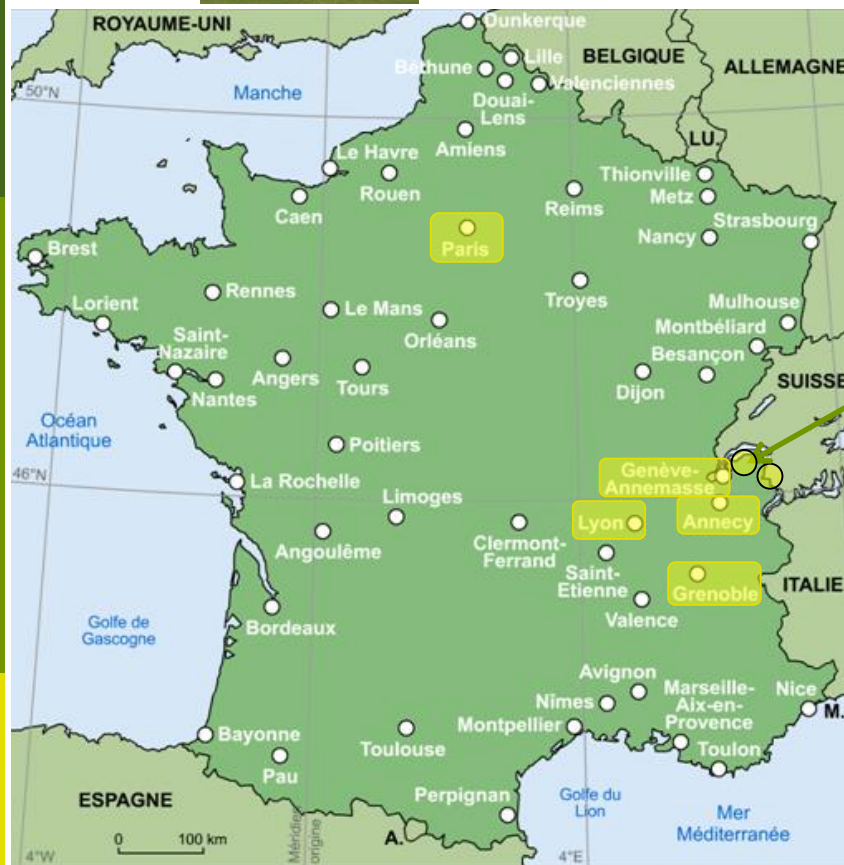 ROYAUME-UNI
Dunkerque
Lille
BELGIQUE
ALLEMAGNE
Béthune
Valenciennes
Manche
50°N
Douai-
Lens
LU.
Amiens
Le Havre
Thionville
Rouen
Reims
Metz
Caen
Strasbourg
Paris
Nancy
Brest
Rennes
Troyes
Lorient
Le Mans
Mulhouse
Orléans
Montbéliard
Saint-
Nazaire
Besançon
Angers
Tours
Dijon
SUISSE
Nantes
Océan
Atlantique
Poitiers
46°N
Genève-
Annemasse
La Rochelle
Limoges
Lyon
Annecy
Angoulême
Clermont-
Ferrand
Saint-
Etienne
ITALIE
Grenoble
Golfe de
Gascogne
Valence
Bordeaux
Avignon
Marseille-
Aix-en-
Provence
Nice
Nîmes
M.
Bayonne
Toulouse
Montpellier
Toulon
Pau
ESPAGNE
Perpignan
Golfe du
Lion
Mer
Méditerranée
0 100 km
A.
Méridien
origine
4°W
4°E